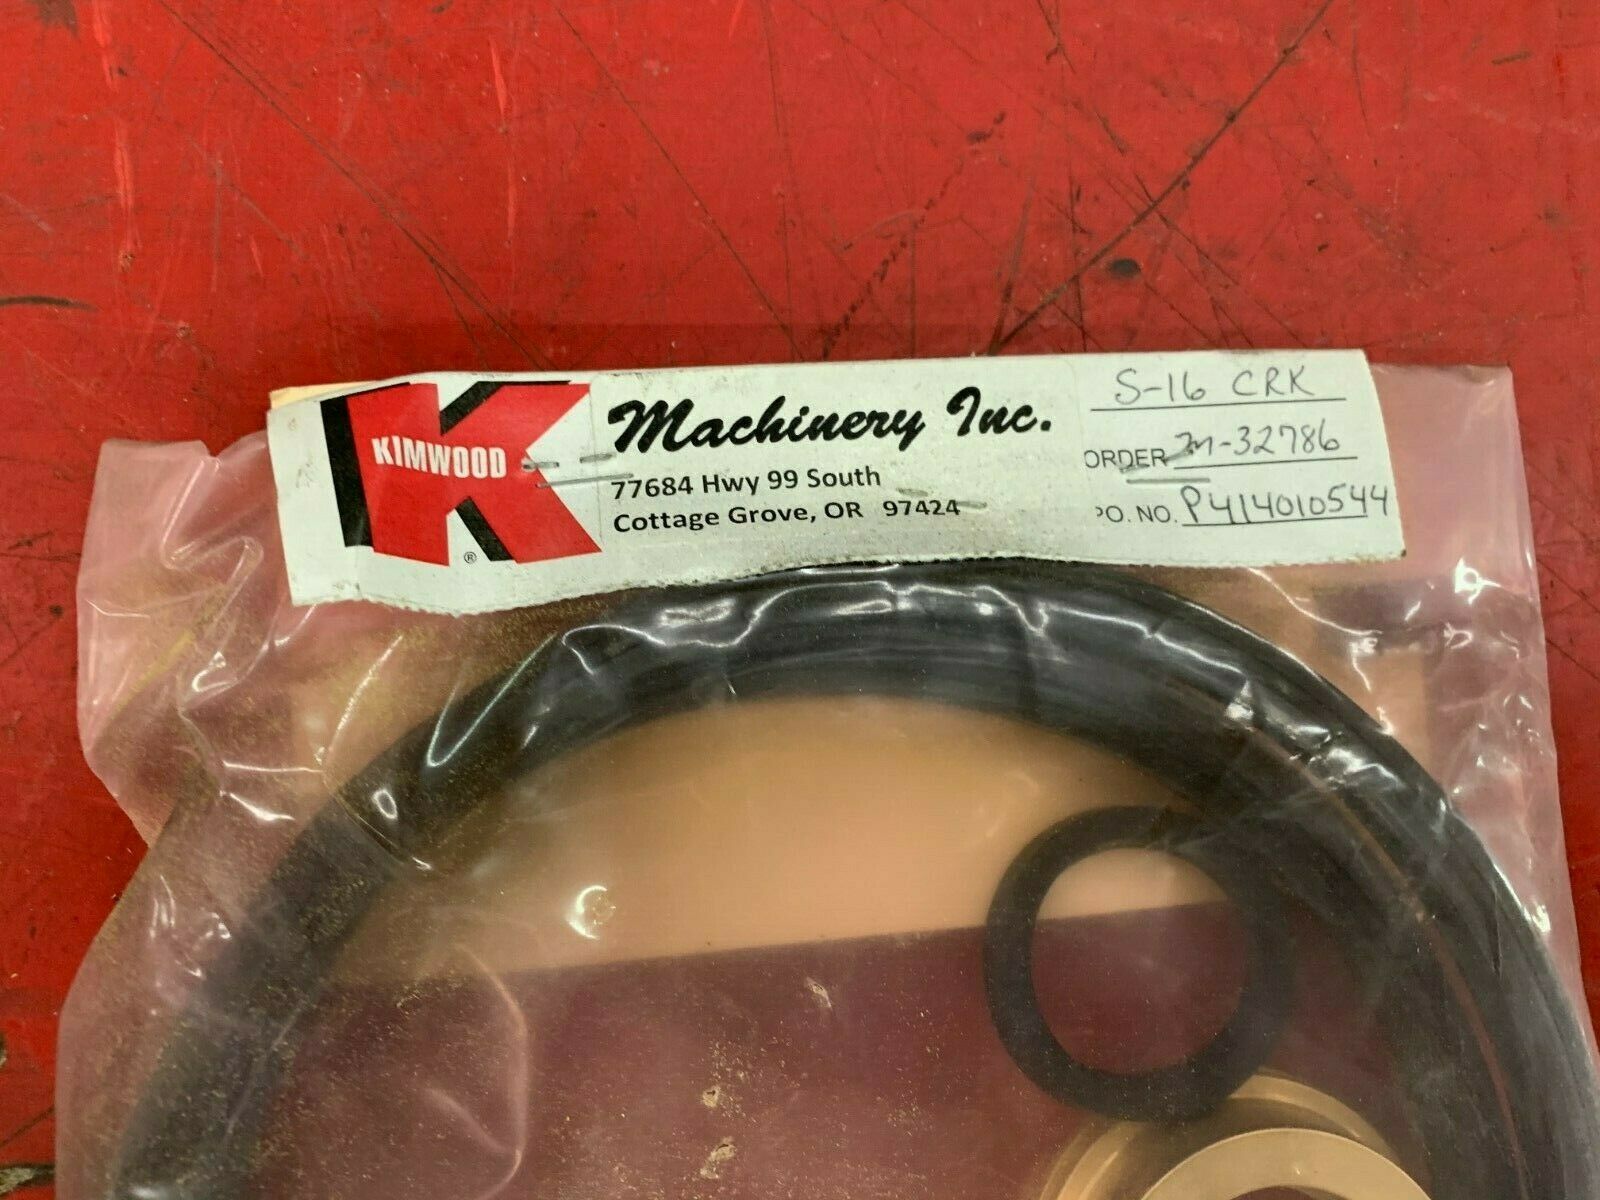 KIMWOOD
®
Machinery Inc.
77684 Hwy 99 South
Cottage Grove, OR 97424
S-16 CRK
ORDER M-32786
P.O. NO. P414010544